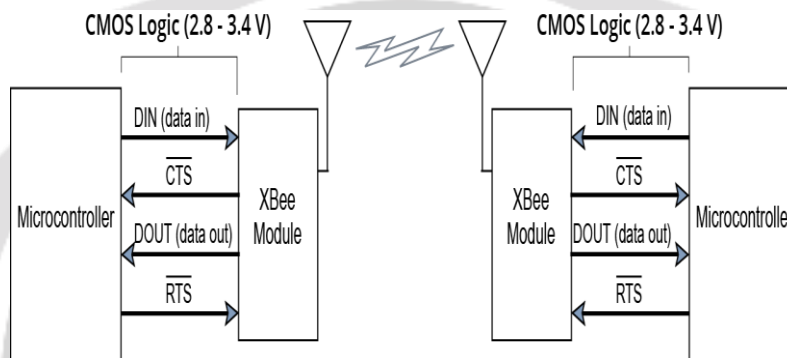 CMOS Logic (2.8 - 3.4 V)
CMOS Logic (2.8 - 3.4 V)
DIN (data in)
CTS
Microcontroller
DOUT (data out)
RTS
XBee
Module
XBee
Module
DIN (data in)
CTS
DOUT (data out)
RTS
Microcontrolle